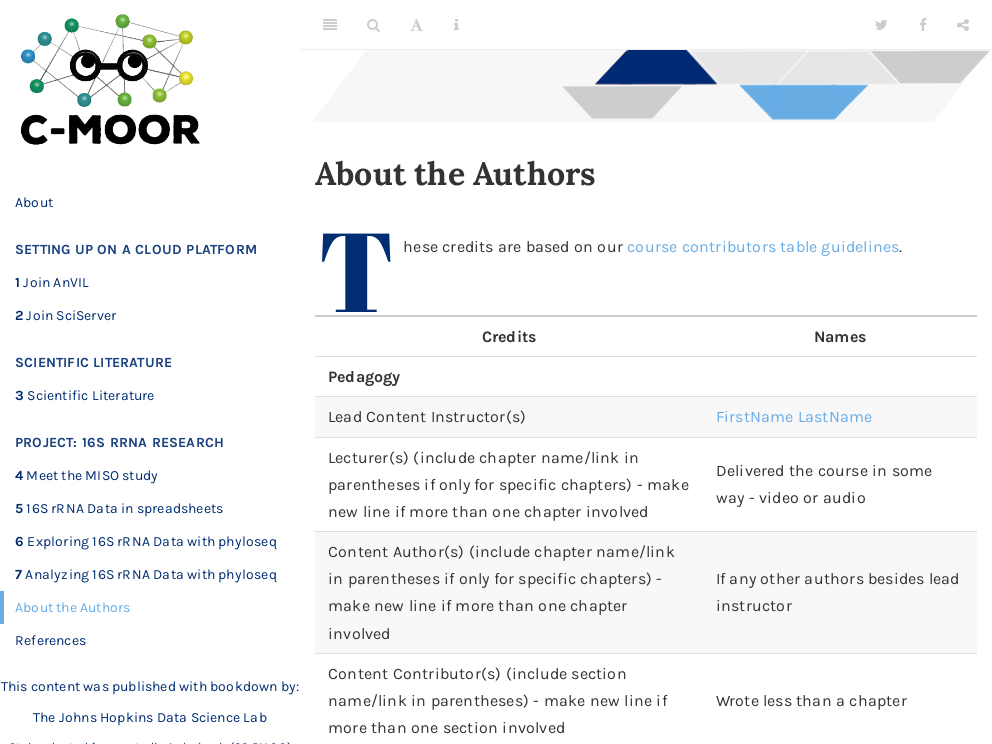 C-MOOR
About
SETTING UP ON A CLOUD PLATFORM
1 Join AnVIL
2 Join SciServer
SCIENTIFIC LITERATURE
3 Scientific Literature
PROJECT: 16S RRNA RESEARCH
4 Meet the MISO study
5 16S rRNA Data in spreadsheets
6 Exploring 16S rRNA Data with phyloseq
7 Analyzing 16S rRNA Data with phyloseq
About the Authors
References
This content was published with bookdown by:
The Johns Hopkins Data Science Lab
A i
About the Authors
These credits are based on our course contributors table guidelines.
Credits Names
Pedagogy
Lead Content Instructor(s) FirstName LastName
Lecturer(s) (include chapter name/link in
parentheses if only for specific chapters) - make
new line if more than one chapter involved
Delivered the course in some
way - video or audio
Content Author(s) (include chapter name/link
in parentheses if only for specific chapters) -
make new line if more than one chapter
involved
If any other authors besides lead
instructor
Content Contributor(s) (include section
name/link in parentheses) - make new line if
more than one section involved
Wrote less than a chapter